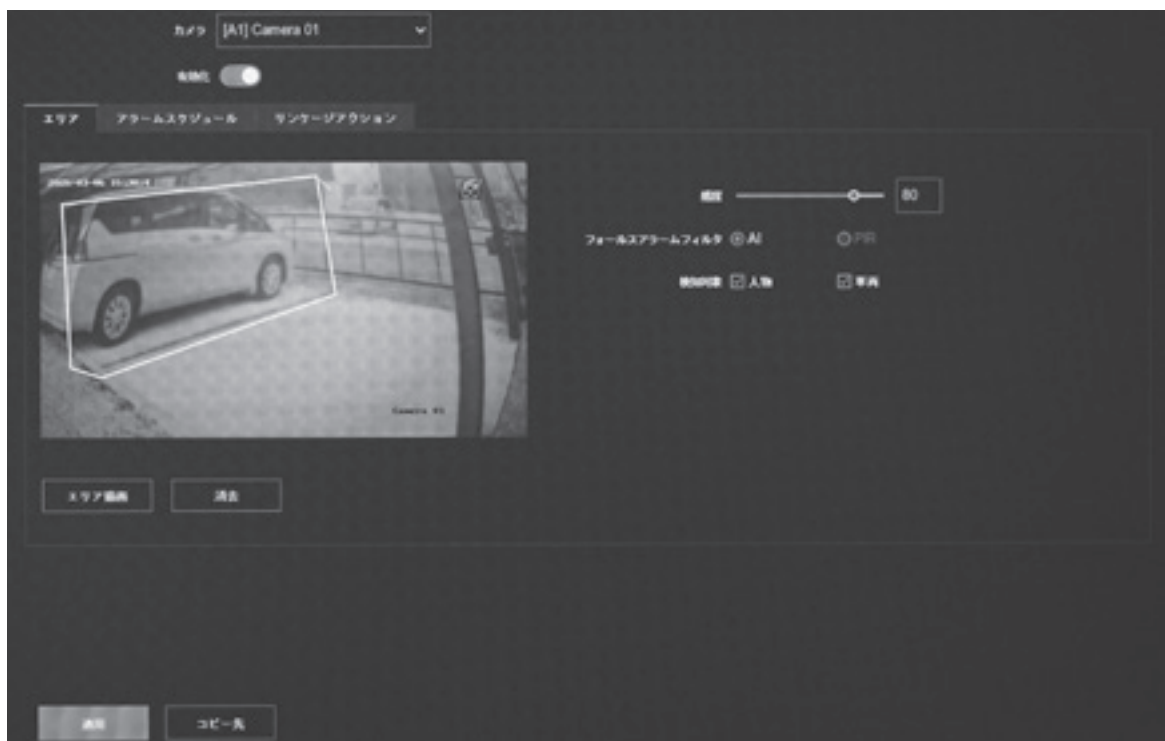 カメラ [A1] Camera 01
有効化
エリア アラームスケジュール リンケージアクション
感度 80
フォールスアラームフィルタ AI PIR
検知対象 人物 車両
Camera 01
エリア描画 消去
適用 コピー先